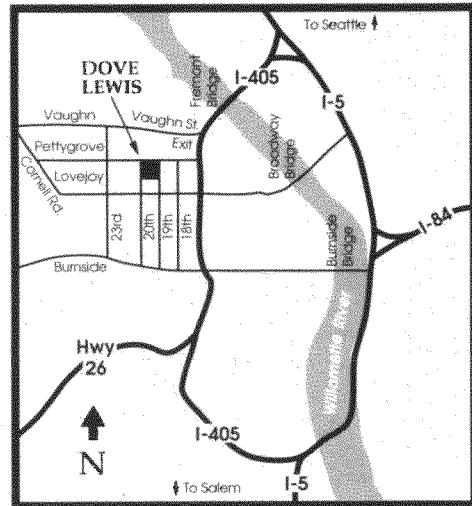 To Seattle
I-405
DOVE
LEWIS
Fremont
Bridge
I-5
Vaughn
Vaughn St.
Exit
Pettygrove
Lovejoy
Cornell Rd.
Broadway
Bridge
23rd
20th
19th
18th
Burnside
Bridge
I-84
Burnside
Willamette River
Hwy
26
N
I-405
I-5
To Salem